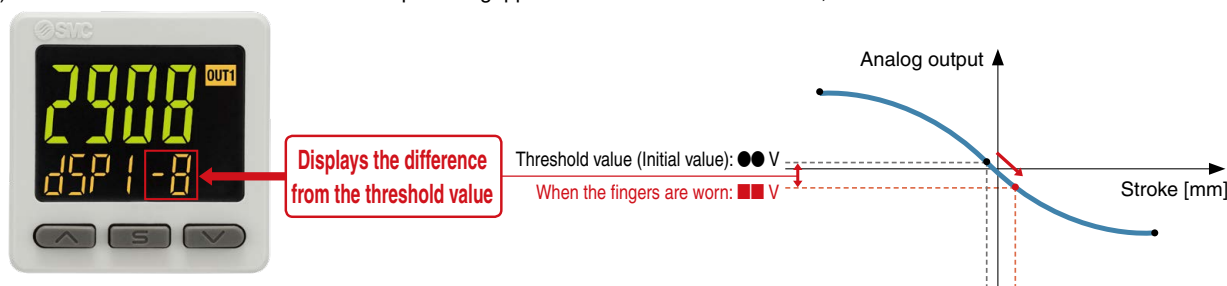 SMC
2908
OUT1
dSP1 -8
S
Displays the difference
from the threshold value
Analog output
Threshold value (Initial value): ●● V
When the fingers are worn: ■■ V
Stroke [mm]